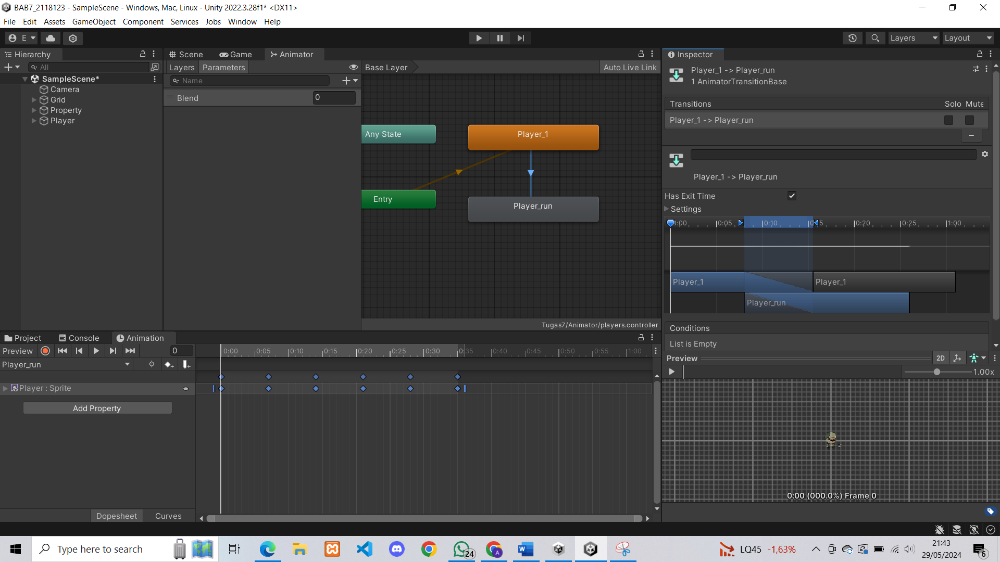 BAB7_2118123 - SampleScene - Windows, Mac, Linux - Unity 2022.3.28f1* <DX11>
File Edit Assets GameObject Component Services Jobs Window Help
E Layers Layout
Hierarchy
All
SampleScene*
Camera
Grid
Property
Player
Scene Game Animator
Layers Parameters Base Layer Auto Live Link
Name
Blend 0
Any State
Player_1
Entry
Player_run
Tugas7/Animator/players.controller
Inspector
Player_1 -> Player_run
1 AnimatorTransitionBase
Transitions Solo Mute
Player_1 -> Player_run
Player_1 -> Player_run
Has Exit Time
Settings
0:05 0:10 0:20 0:25 1:00
Player_1 Player_1
Player_run
Conditions
List is Empty
Preview 2D
1.00x
0:00 (000.0%) Frame 0
Project Console Animation
Preview 0
0:00 0:05 0:10 0:15 0:20 0:25 0:30 0:35 0:40 0:45 0:50 0:55 1:00
Player_run
Player : Sprite
Add Property
Dopesheet Curves
Type here to search
24
A
LQ45 -1,63%
21:43
29/05/2024
6